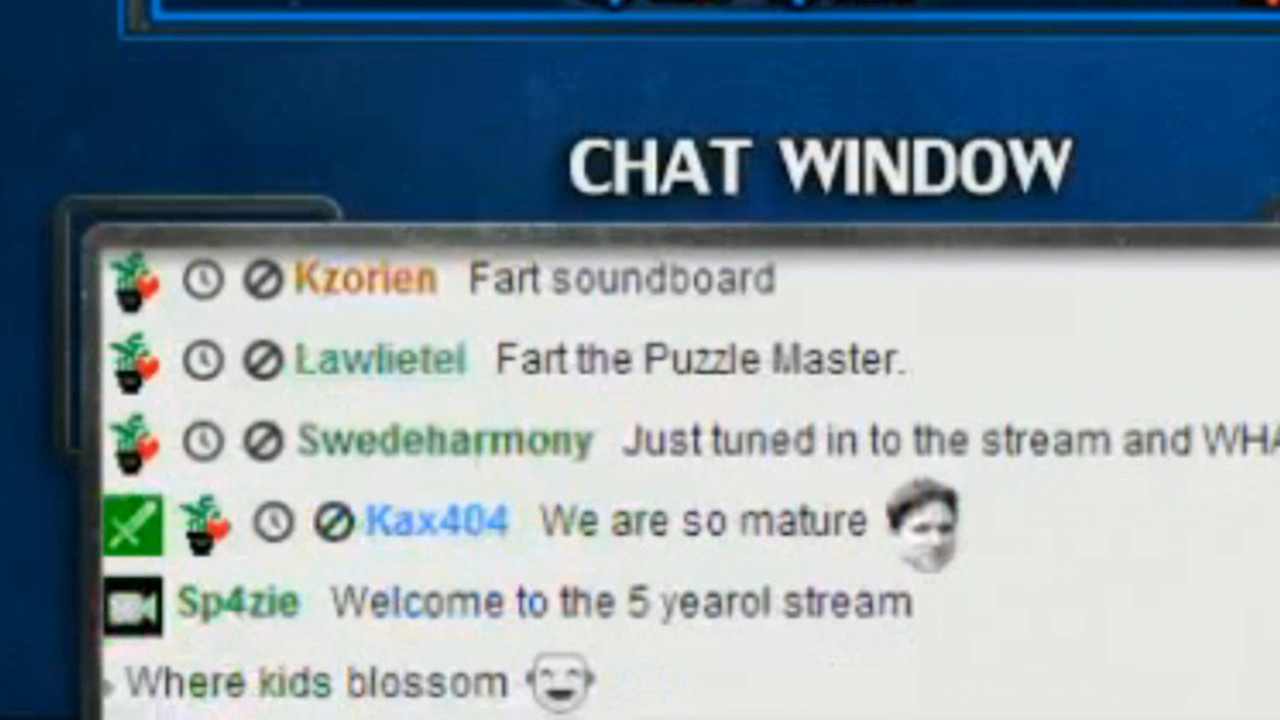 CHAT WINDOW
Kzorien Fart soundboard
Lawlietel Fart the Puzzle Master.
Swedeharmony Just tuned in to the stream and WHA
Kax404 We are so mature
Sp4zie Welcome to the 5 yearol stream
Where kids blossom